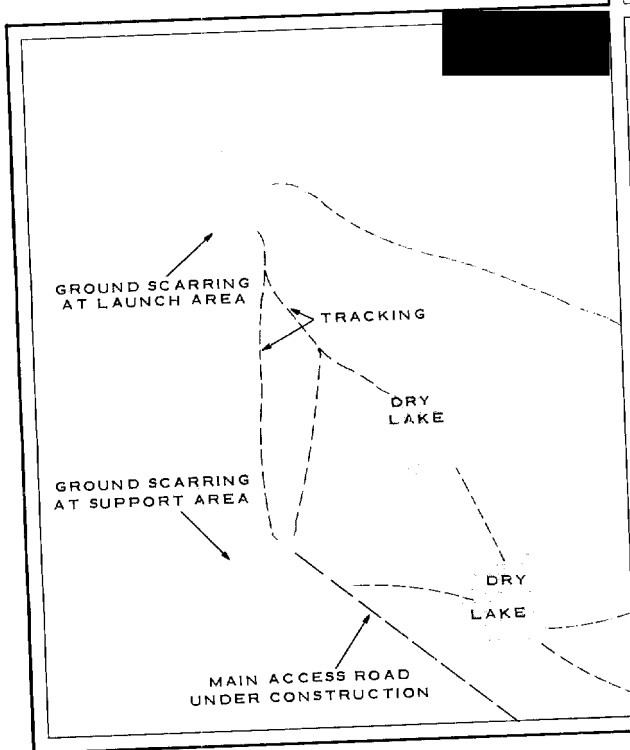 GROUND SCARRING
AT LAUNCH AREA
TRACKING
DRY
LAKE
GROUND SCARRING
AT SUPPORT AREA
DRY
LAKE
MAIN ACCESS ROAD
UNDER CONSTRUCTION